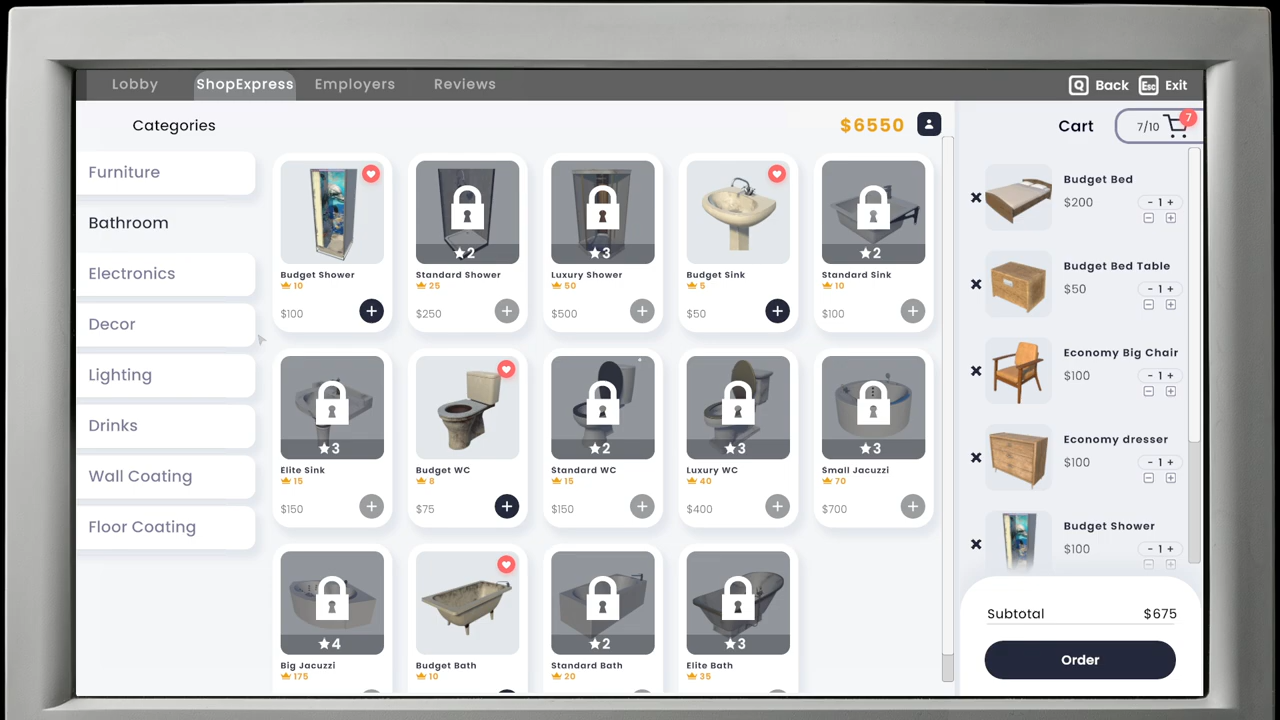 Lobby ShopExpress Employers Reviews Q Back Esc Exit
Categories $6550 Cart 7/10 7
Furniture
Bathroom
Electronics
Decor
Lighting
Drinks
Wall Coating
Floor Coating
★2 ★3 ★2
Budget Shower Standard Shower Luxury Shower Budget Sink Standard Sink
10 25 50 5 10
$100 $250 $500 $50 $100
★3 ★2 ★3 ★3
Elite Sink Budget WC Standard WC Luxury WC Small Jacuzzi
15 8 15 40 70
$150 $75 $150 $400 $700
★4 ★2 ★3
Big Jacuzzi Budget Bath Standard Bath Elite Bath
175 10 20 35
Budget Bed
$200 - 1 +
Budget Bed Table
$50 - 1 +
Economy Big Chair
$100 - 1 +
Economy dresser
$100 - 1 +
Budget Shower
$100 - 1 +
Subtotal $675
Order